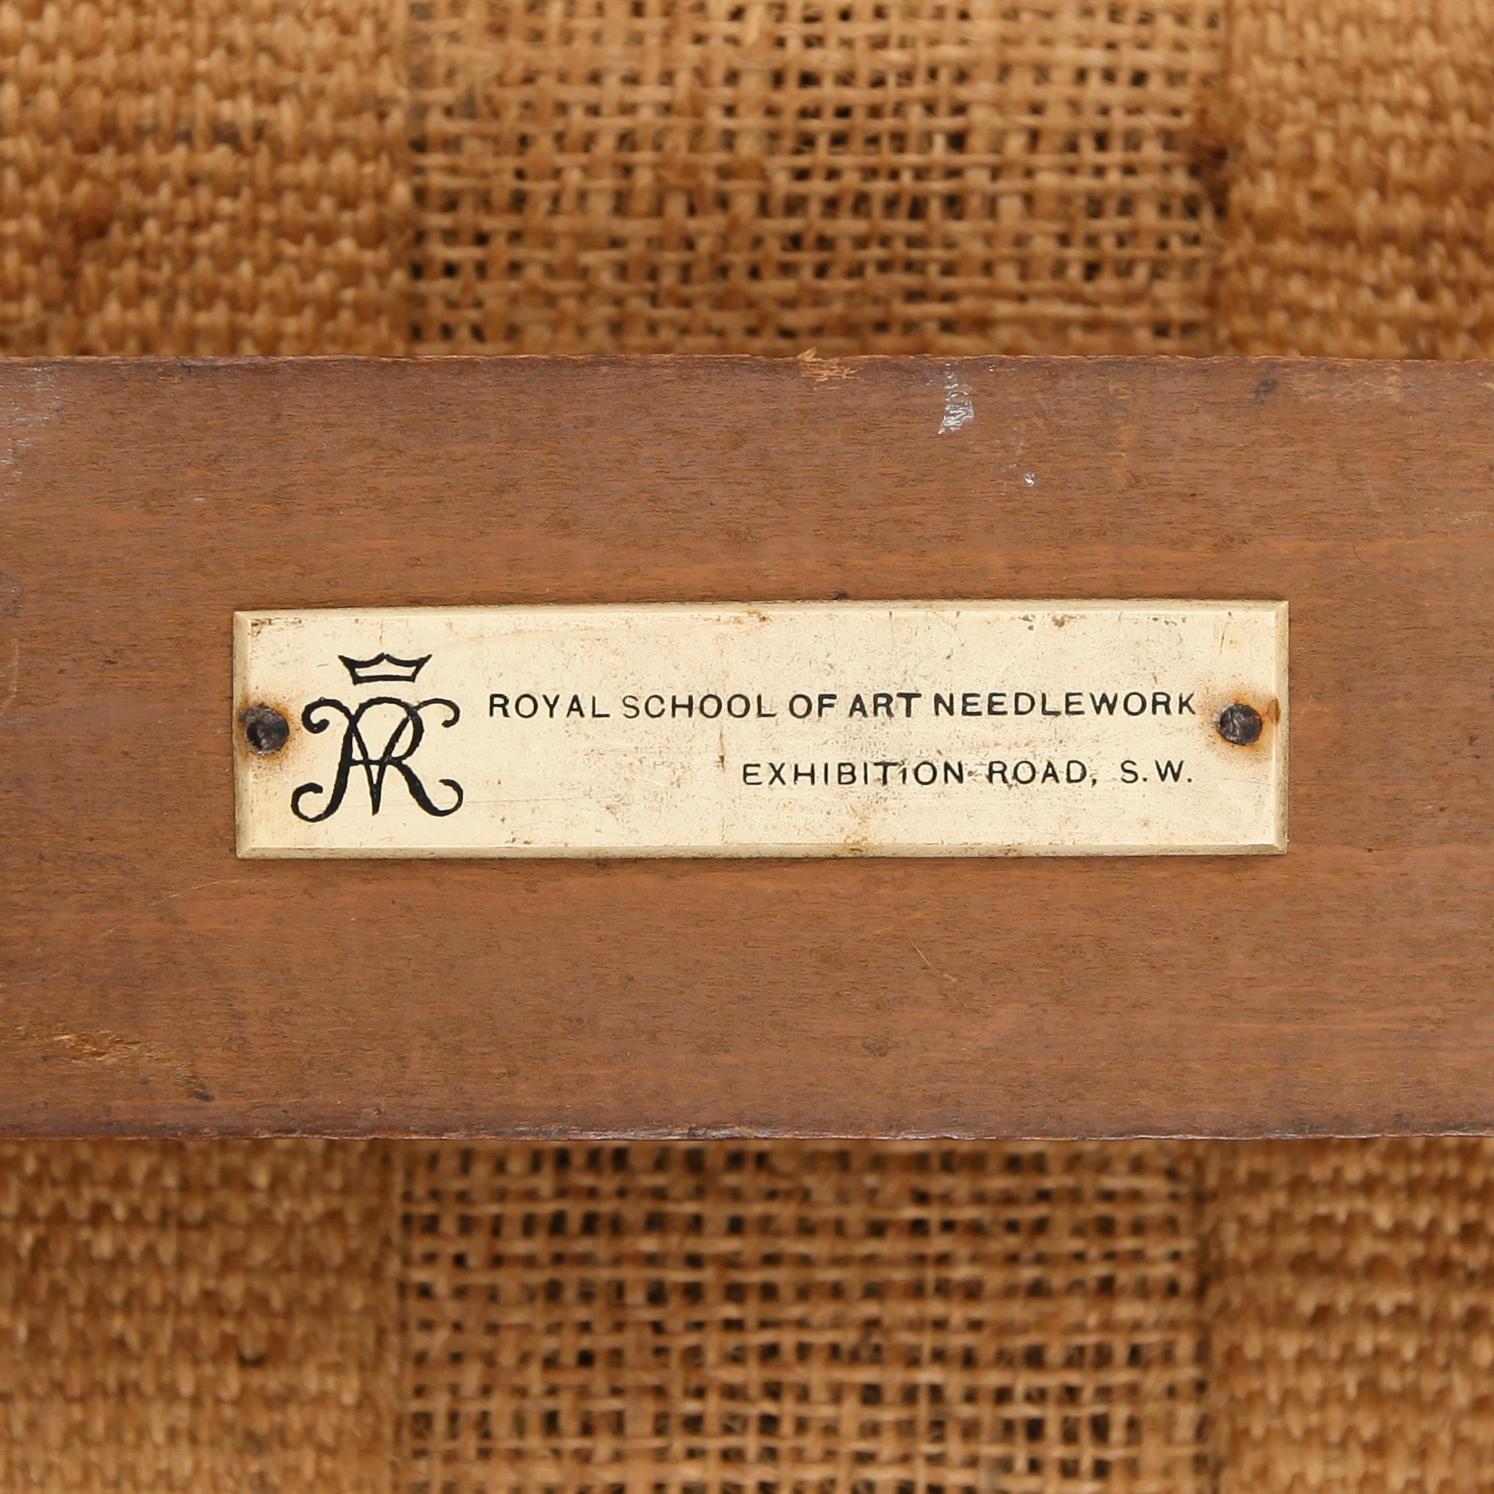 ROYAL SCHOOL OF ART NEEDLEWORK
EXHIBITION ROAD, S.W.